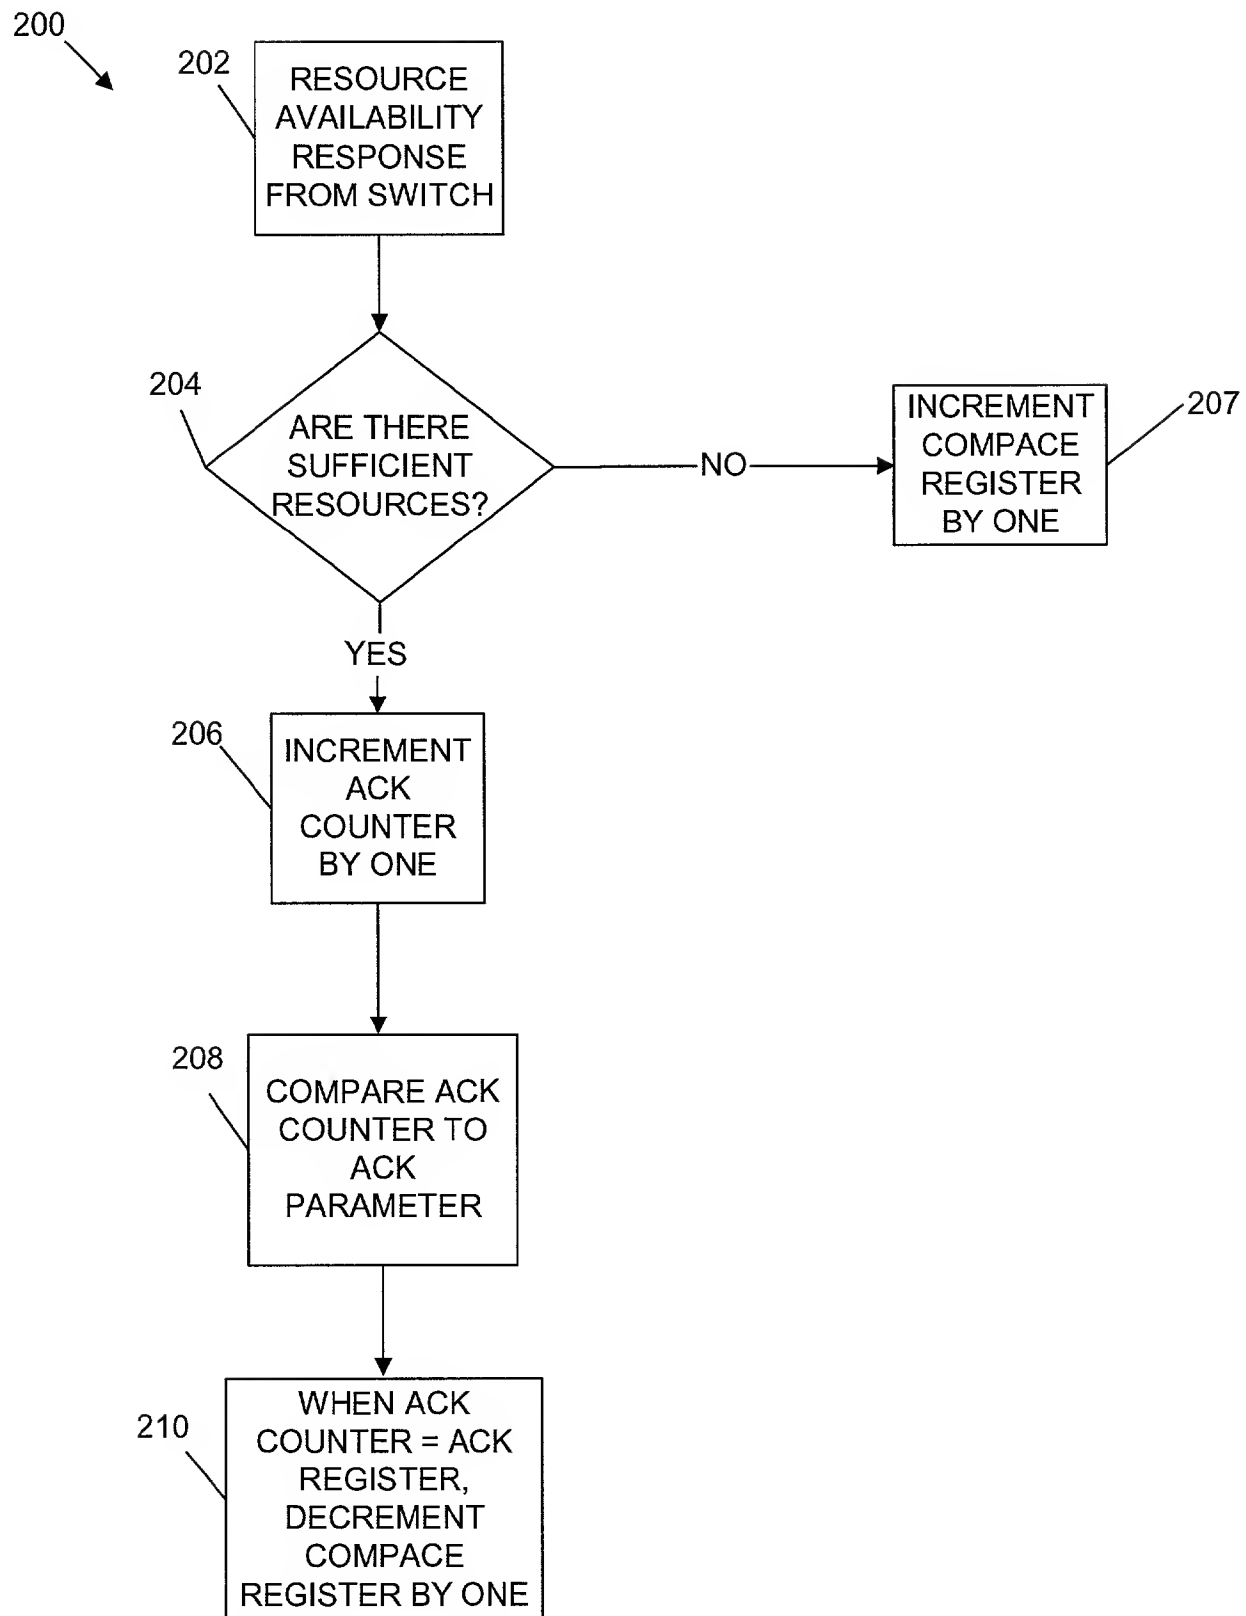 200
202
RESOURCE
AVAILABILITY
RESPONSE
FROM SWITCH
204
ARE THERE
SUFFICIENT
RESOURCES?
NO
INCREMENT
COMPACE
REGISTER
BY ONE
207
YES
206
INCREMENT
ACK
COUNTER
BY ONE
208
COMPARE ACK
COUNTER TO
ACK
PARAMETER
210
WHEN ACK
COUNTER = ACK
REGISTER,
DECREMENT
COMPACE
REGISTER BY ONE